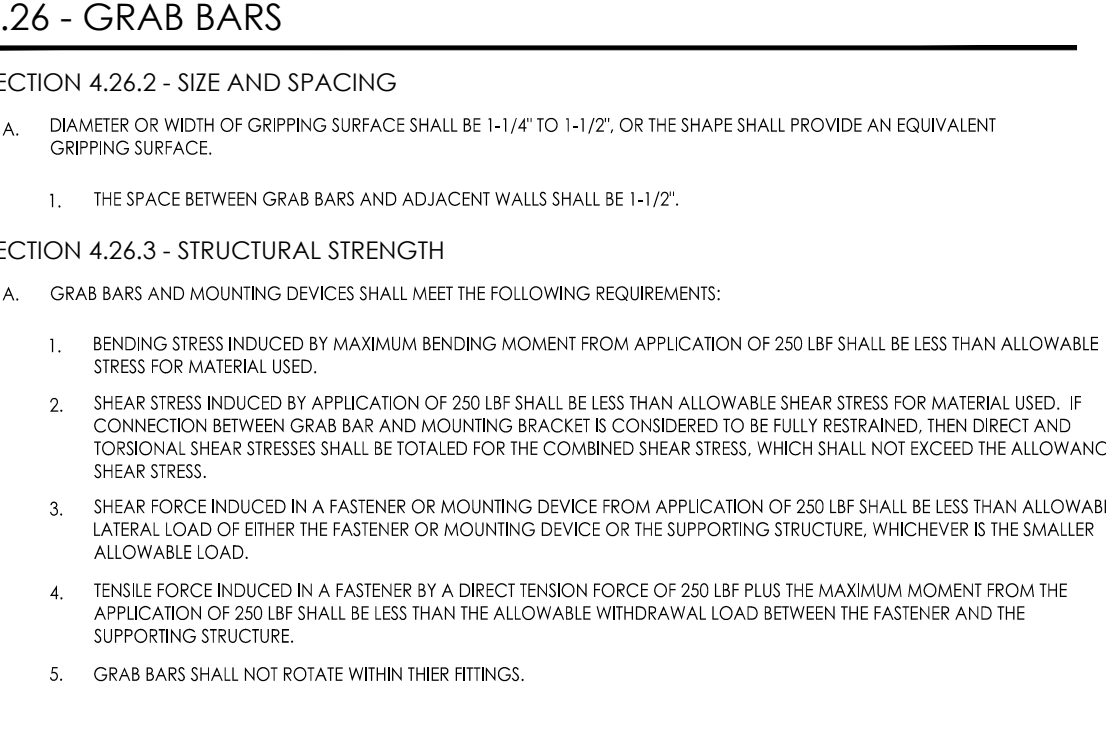 .26 - GRAB BARS
ECTION 4.26.2 - SIZE AND SPACING
A. DIAMETER OR WIDTH OF GRIPPING SURFACE SHALL BE 1-1/4" TO 1-1/2", OR THE SHAPE SHALL PROVIDE AN EQUIVALENT
GRIPPING SURFACE.
1. THE SPACE BETWEEN GRAB BARS AND ADJACENT WALLS SHALL BE 1-1/2".
ECTION 4.26.3 - STRUCTURAL STRENGTH
A. GRAB BARS AND MOUNTING DEVICES SHALL MEET THE FOLLOWING REQUIREMENTS:
1. BENDING STRESS INDUCED BY MAXIMUM BENDING MOMENT FROM APPLICATION OF 250 LBF SHALL BE LESS THAN ALLOWABLE
STRESS FOR MATERIAL USED.
2. SHEAR STRESS INDUCED BY APPLICATION OF 250 LBF SHALL BE LESS THAN ALLOWABLE SHEAR STRESS FOR MATERIAL USED. IF
CONNECTION BETWEEN GRAB BAR AND MOUNTING BRACKET IS CONSIDERED TO BE FULLY RESTRAINED, THEN DIRECT AND
TORSIONAL SHEAR STRESSES SHALL BE TOTALED FOR THE COMBINED SHEAR STRESS, WHICH SHALL NOT EXCEED THE ALLOWANC
SHEAR STRESS.
3. SHEAR FORCE INDUCED IN A FASTENER OR MOUNTING DEVICE FROM APPLICATION OF 250 LBF SHALL BE LESS THAN ALLOWABL
LATERAL LOAD OF EITHER THE FASTENER OR MOUNTING DEVICE OR THE SUPPORTING STRUCTURE, WHICHEVER IS THE SMALLER
ALLOWABLE LOAD.
4. TENSILE FORCE INDUCED IN A FASTENER BY A DIRECT TENSION FORCE OF 250 LBF PLUS THE MAXIMUM MOMENT FROM THE
APPLICATION OF 250 LBF SHALL BE LESS THAN THE ALLOWABLE WITHDRAWAL LOAD BETWEEN THE FASTENER AND THE
SUPPORTING STRUCTURE.
5. GRAB BARS SHALL NOT ROTATE WITHIN THIER FITTINGS.